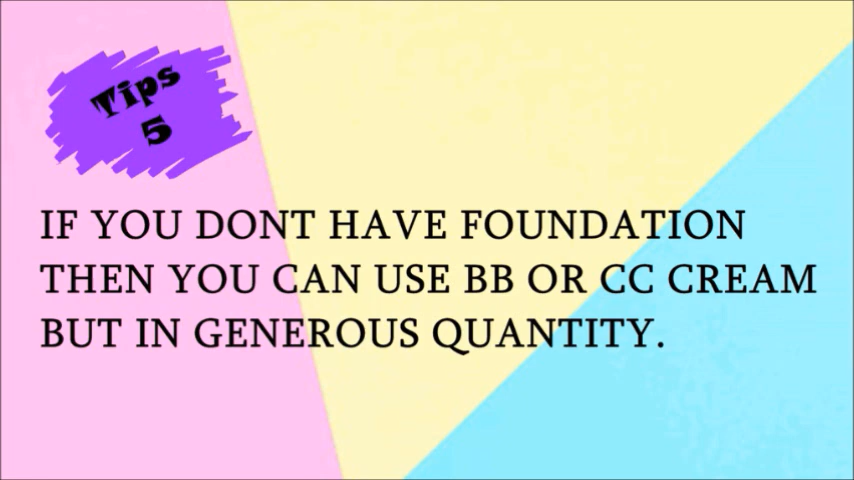 Tips
5
IF YOU DONT HAVE FOUNDATION
THEN YOU CAN USE BB OR CC CREAM
BUT IN GENEROUS QUANTITY.